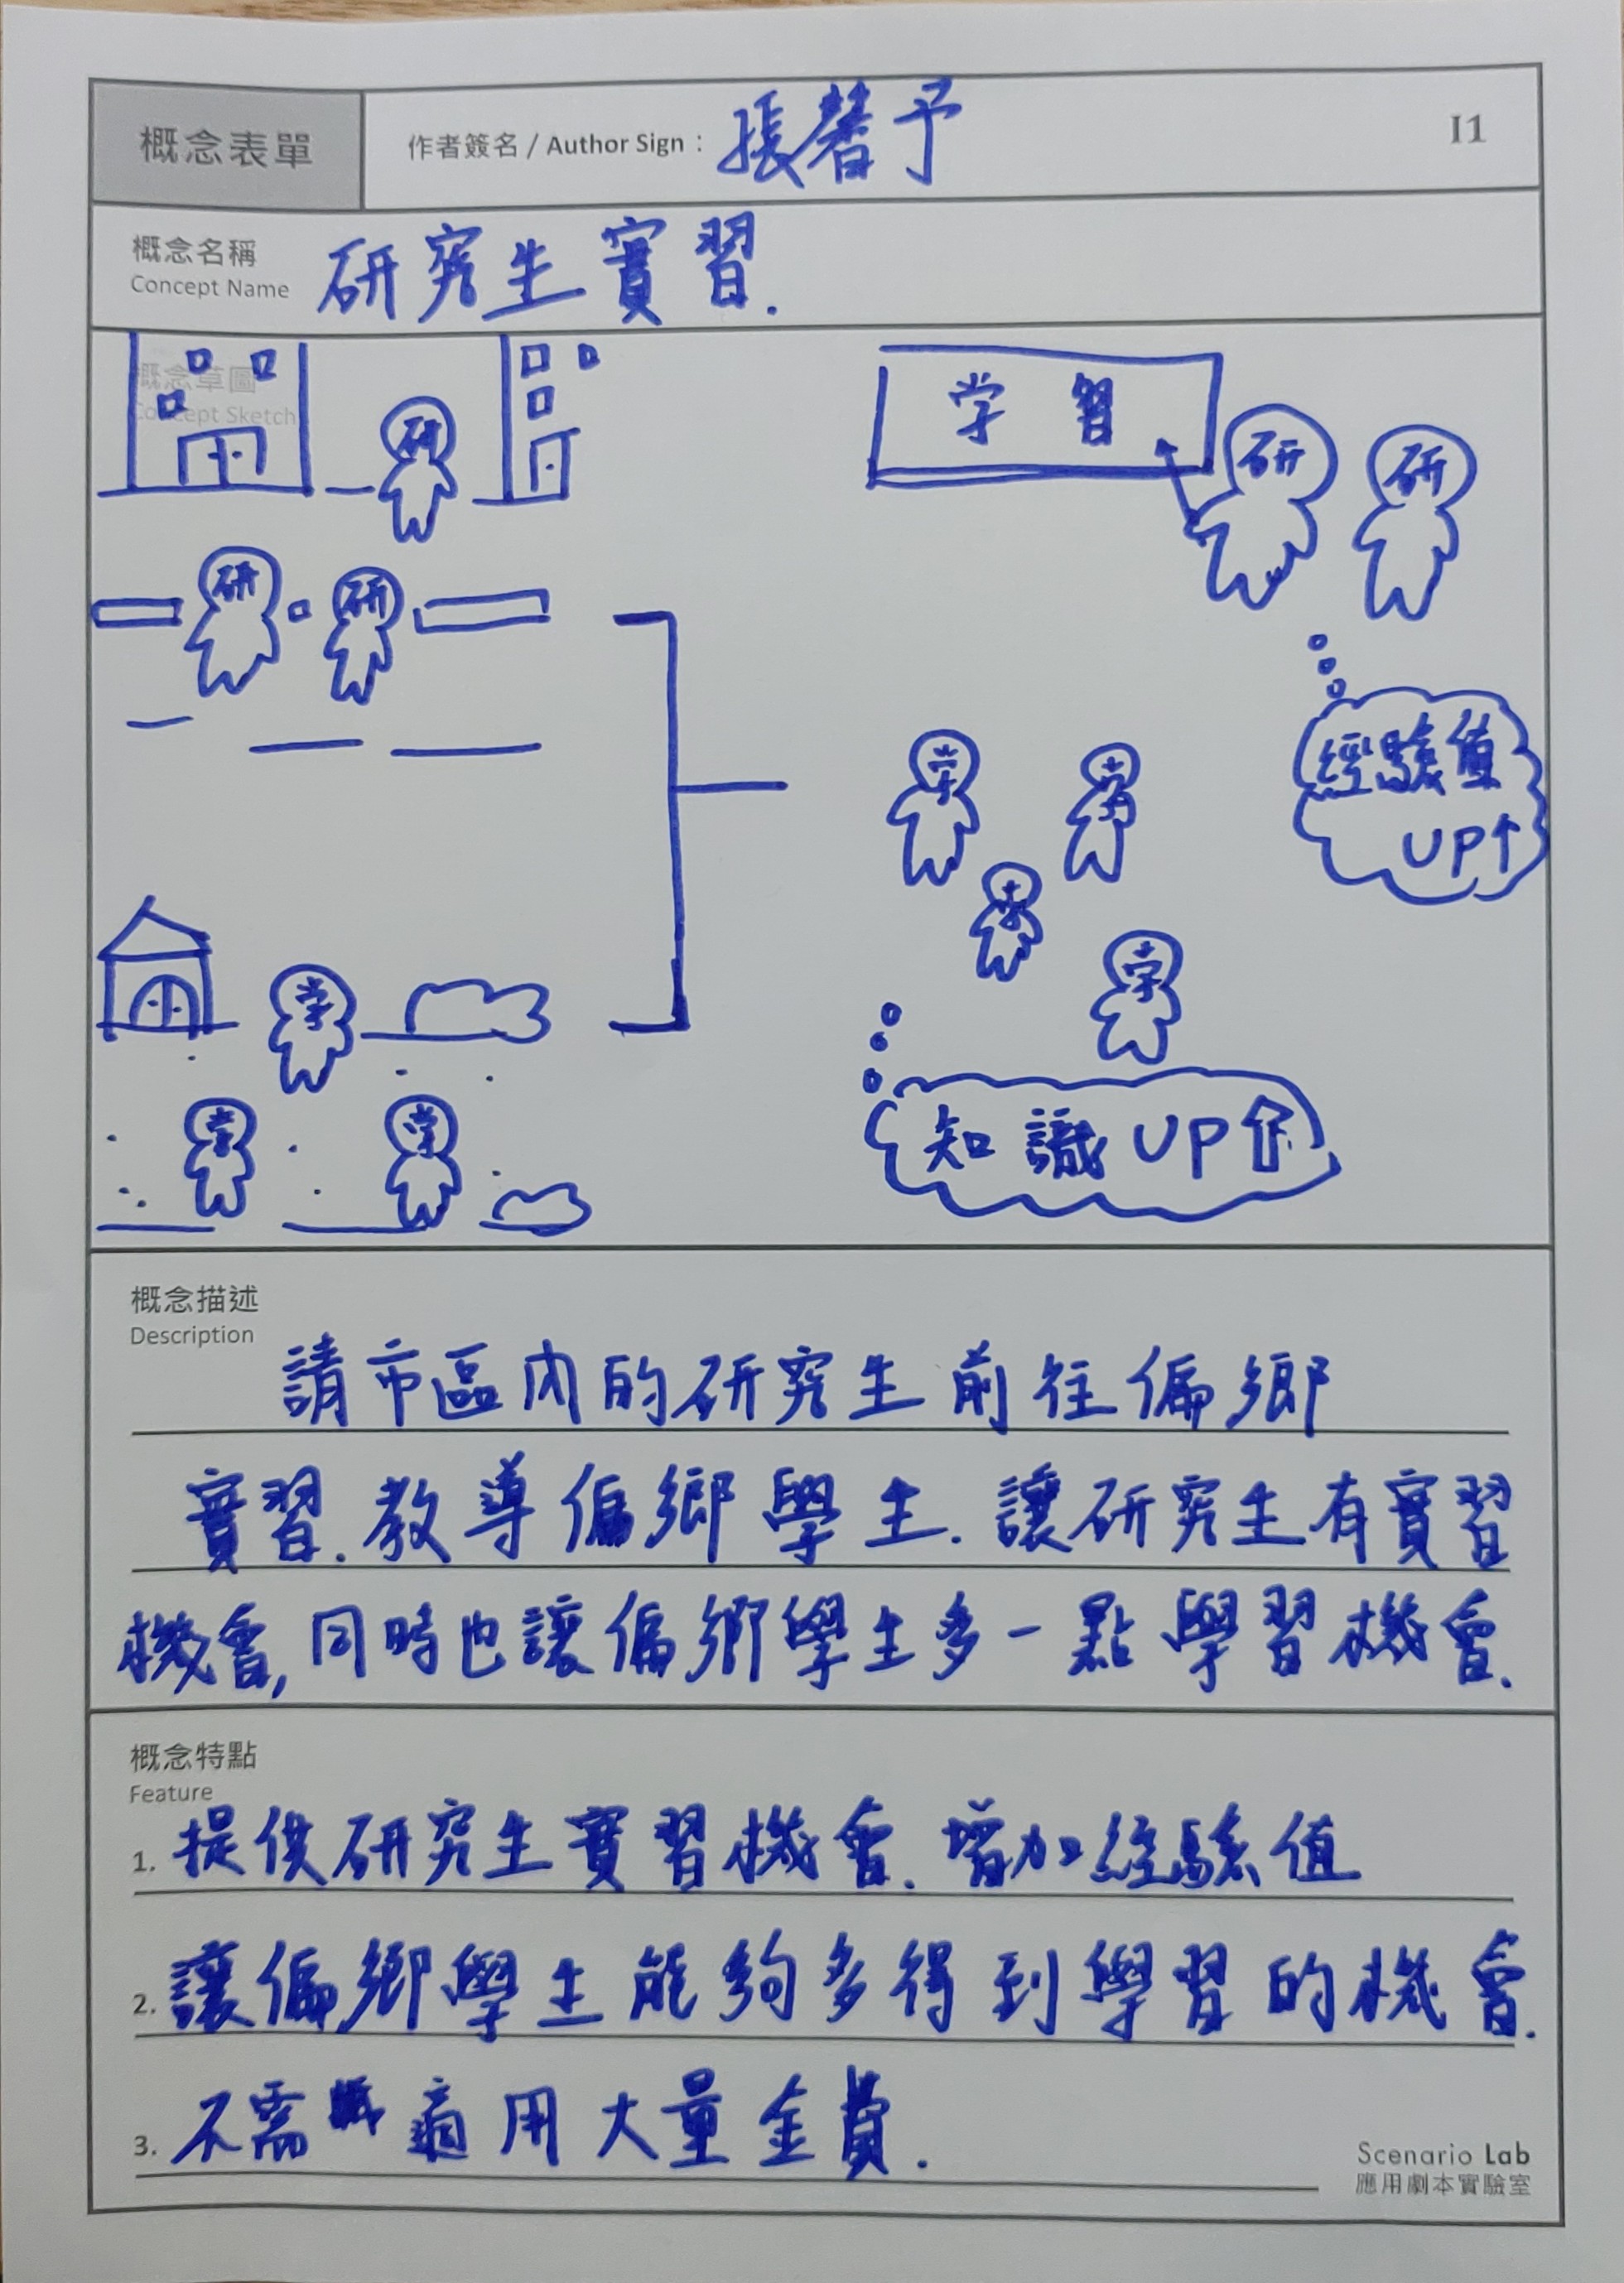 概念表單
作者簽名 / Author Sign：張馨予
I1
概念名稱
Concept Name
研究生實習.
概念草圖
Concept Sketch
研
学習
研 研
研 研
經驗值
UP↑
学 学
学
学
学
学 学
知識UP
概念描述
Description
請市區內的研究生前往偏鄉
實習.教導偏鄉學生.讓研究生有實習
機會,同時也讓偏鄉學生多一點學習機會.
概念特點
Feature
1. 提供研究生實習機會.增加經驗值
2. 讓偏鄉學生能夠多得到學習的機會.
3. 不需 適用大量金費.
Scenario Lab
應用劇本實驗室